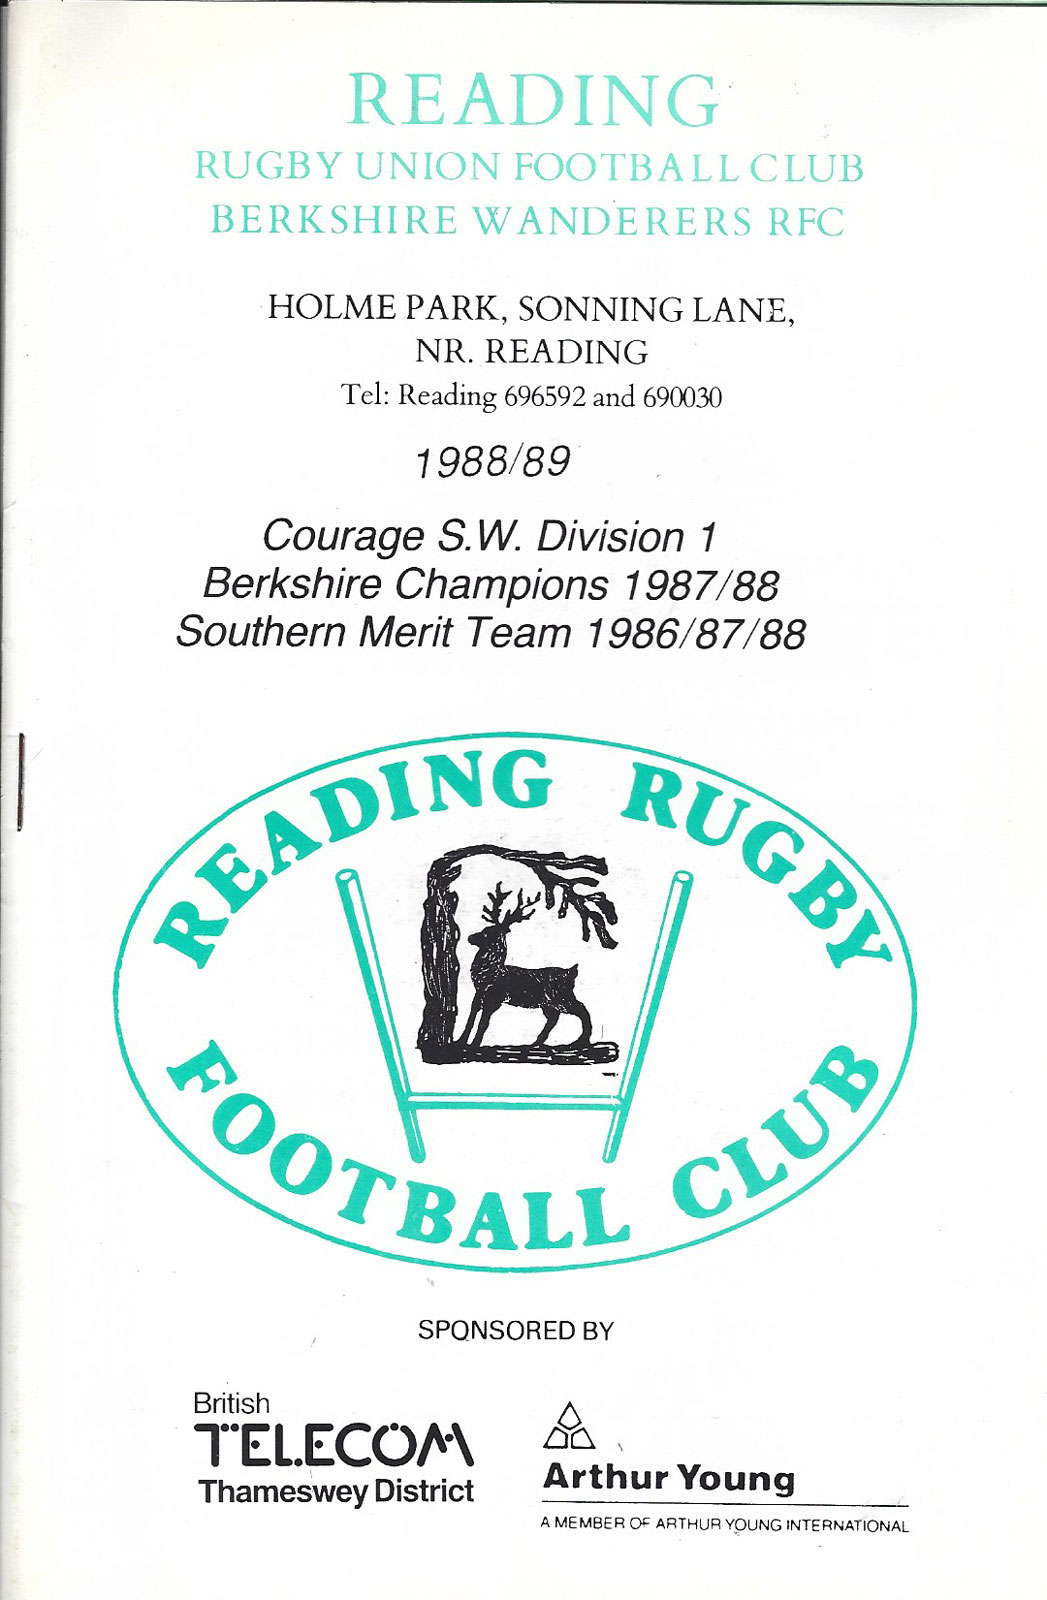 READING
RUGBY UNION FOOTBALL CLUB
BERKSHIRE WANDERERS RFC
HOLME PARK, SONNING LANE,
NR. READING
Tel: Reading 696592 and 690030
1988/89
Courage S.W. Division 1
Berkshire Champions 1987/88
Southern Merit Team 1986/87/88
READING RUGBY
FOOTBALL CLUB
SPONSORED BY
British
TELECOM
Thameswey District
Arthur Young
A MEMBER OF ARTHUR YOUNG INTERNATIONAL